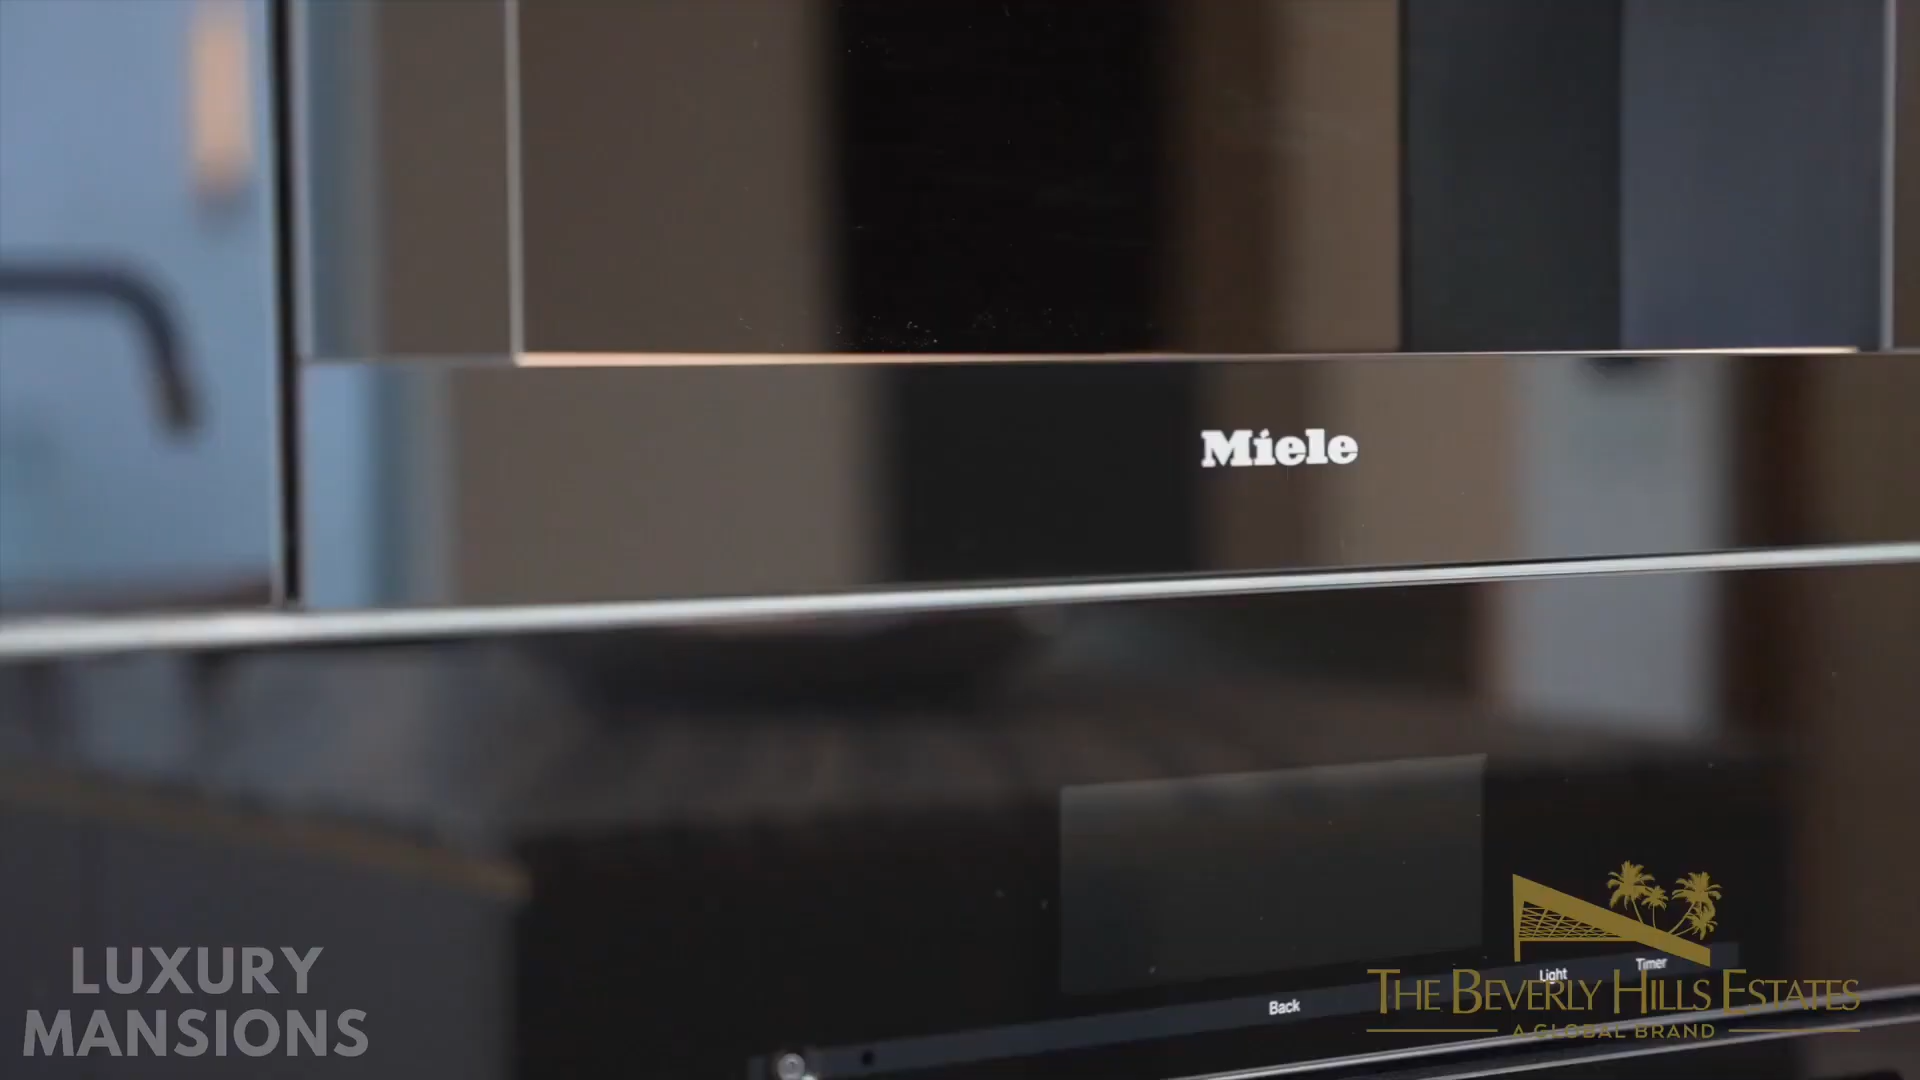 Miele
Light
Timer
Back
LUXURY
MANSIONS
THE BEVERLY HILLS ESTATES
A GLOBAL BRAND